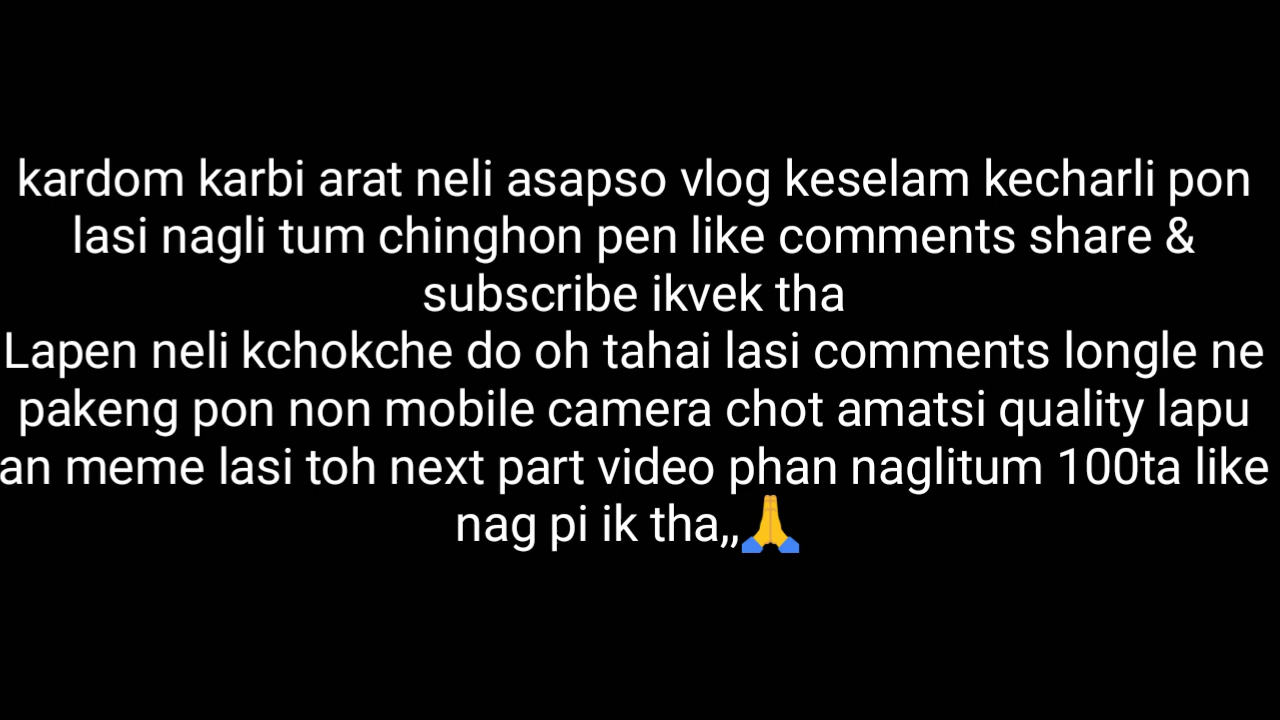 kardom karbi arat neli asapso vlog keselam kecharli pon
lasi nagli tum chinghon pen like comments share &
subscribe ikvek tha
Lapen neli kchokche do oh tahai lasi comments longle ne
pakeng pon non mobile camera chot amatsi quality lapu
an meme lasi toh next part video phan naglitum 100ta like
nag pi ik tha,,🙏